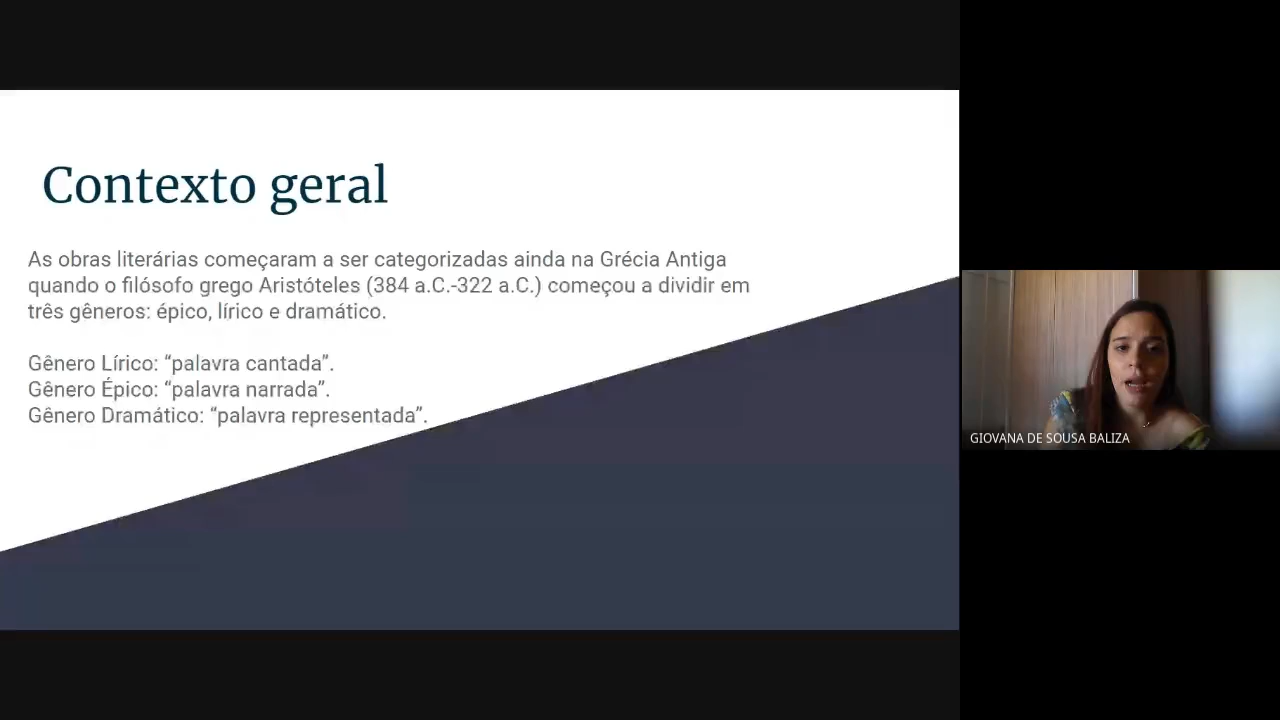 Contexto geral
As obras literárias começaram a ser categorizadas ainda na Grécia Antiga
quando o filósofo grego Aristóteles (384 a.C.-322 a.C.) começou a dividir em
três gêneros: épico, lírico e dramático.
Gênero Lírico: “palavra cantada”.
Gênero Épico: “palavra narrada”.
Gênero Dramático: “palavra representada”.
GIOVANA DE SOUSA BALIZA